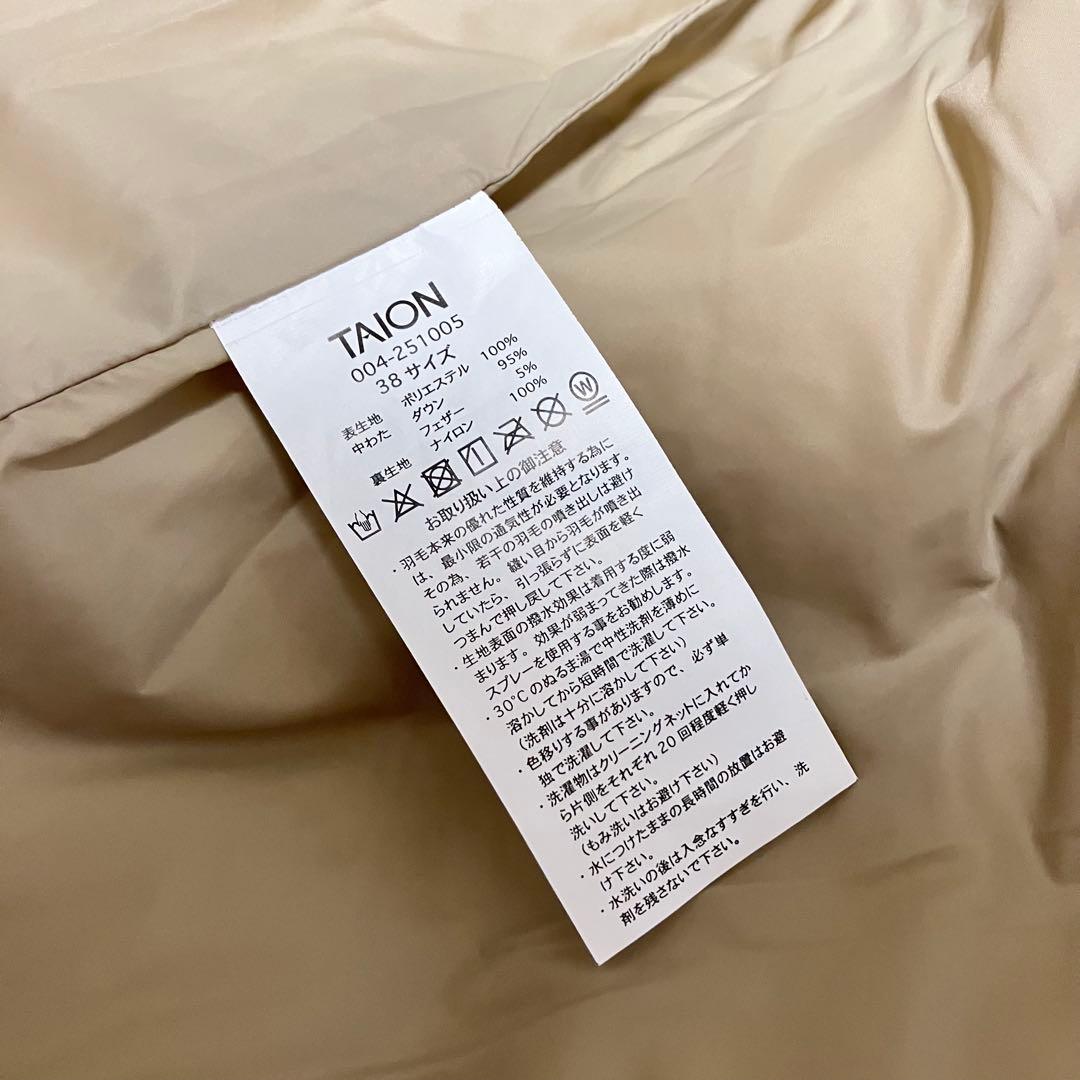 TAION
004-251005
38サイズ
表生地 ポリエステル 100%
中わた ダウン 95%
フェザー 5%
裏生地 ナイロン 100%
1
W
お取り扱い上の御注意
・羽毛本来の優れた性質を維持する為に
は、最小限の通気性が必要となります。
その為、若干の羽毛の噴き出しは避け
られません。縫い目から羽毛が噴き出
していたら、引っ張らずに表面を軽く
つまんで押し戻して下さい。
・生地表面の撥水効果は着用する度に弱
まります。効果が弱まってきた際は撥水
スプレーを使用する事をお勧めします。
・30℃のぬるま湯で中性洗剤を薄めに
溶かしてから短時間で洗濯して下さい。
(洗剤は十分に溶かして下さい)
・色移りする事がありますので、必ず単
独で洗濯して下さい。
・洗濯物はクリーニングネットに入れてか
ら片側をそれぞれ20回程度軽く押し
洗いして下さい。
(もみ洗いはお避け下さい)
・水につけたままの長時間の放置はお避
け下さい。
・水洗いの後は入念なすすぎを行い、洗
剤を残さないで下さい。